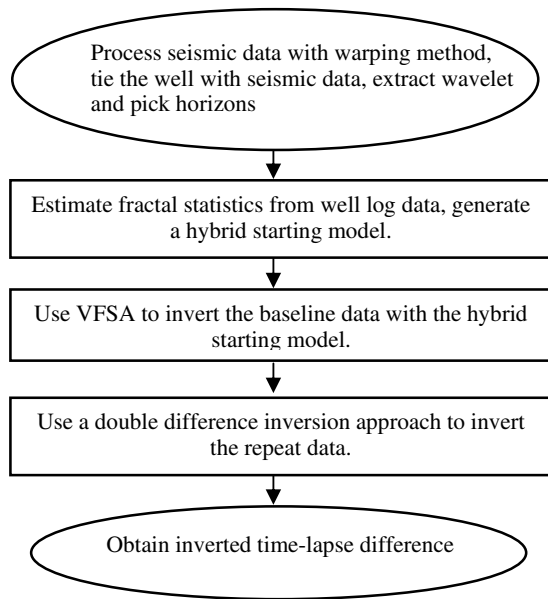 Process seismic data with warping method,
tie the well with seismic data, extract wavelet
and pick horizons
Estimate fractal statistics from well log data, generate
a hybrid starting model.
Use VFSA to invert the baseline data with the hybrid
starting model.
Use a double difference inversion approach to invert
the repeat data.
Obtain inverted time-lapse difference